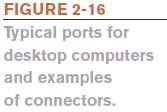 FIGURE 2-16
Typical ports for
desktop computers
and examples
of connectors.